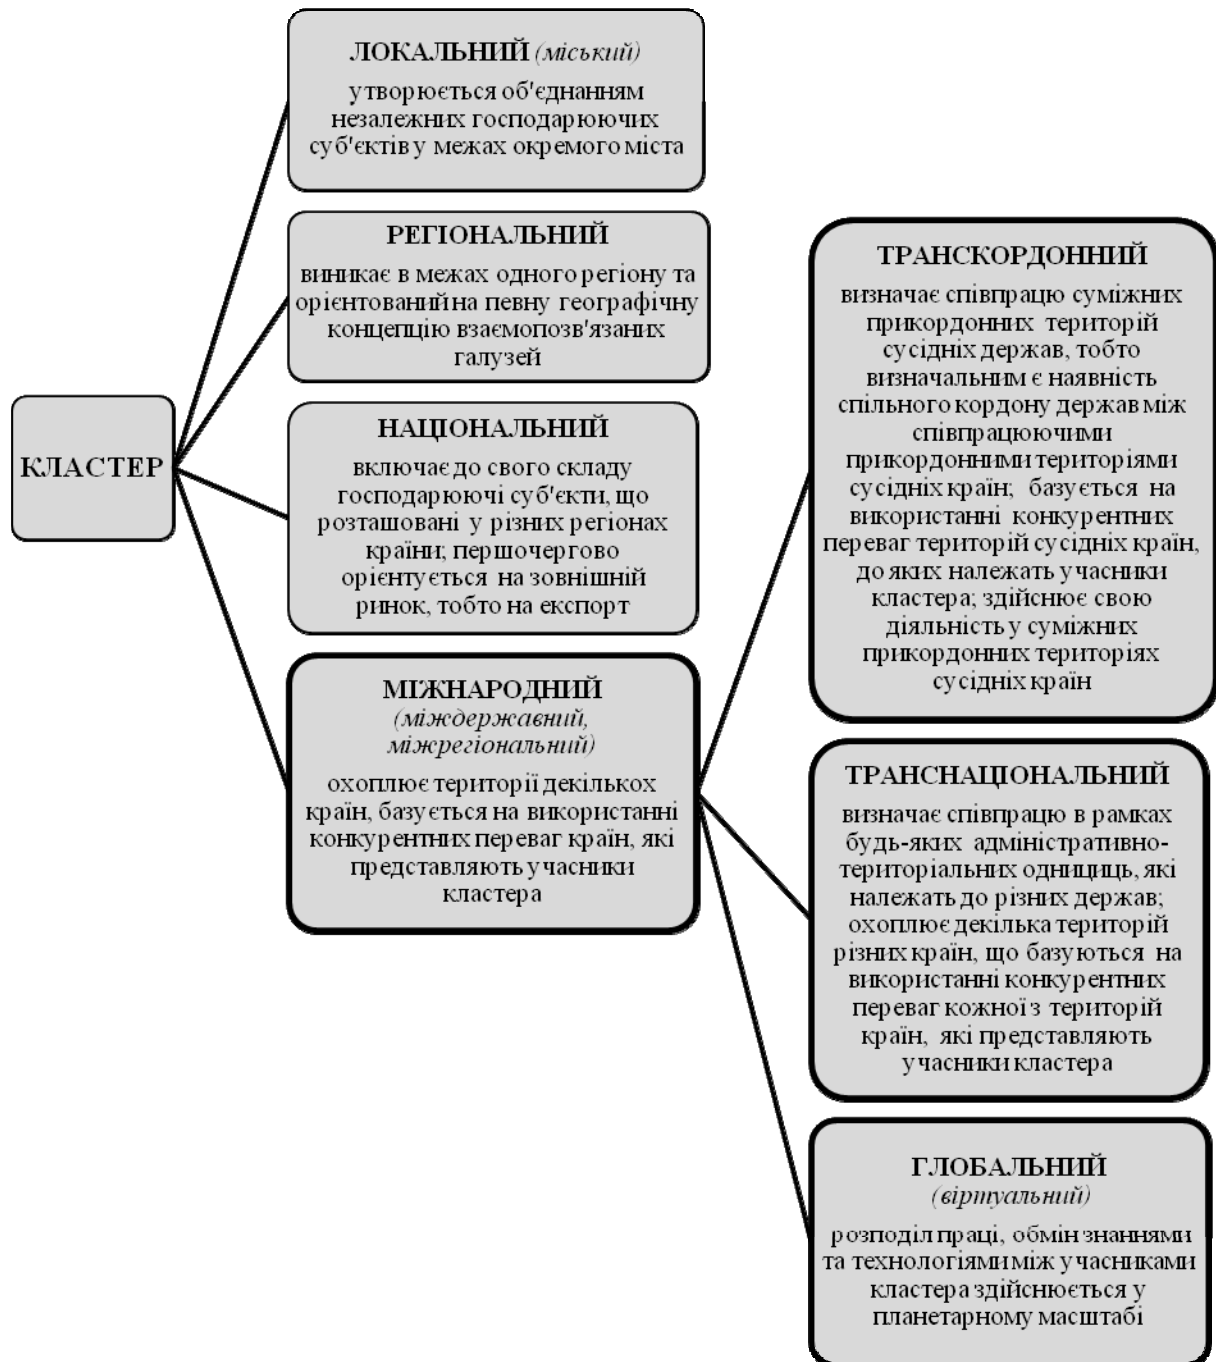 КЛАСТЕР
ЛОКАЛЬНИЙ (міський)
утворюється об'єднанням
незалежних господарюючих
суб'єктів у межах окремого міста
РЕГІОНАЛЬНИЙ
виникає в межах одного регіону та
орієнтований на певну географічну
концепцію взаємопозв'язаних
галузей
НАЦІОНАЛЬНИЙ
включає до свого складу
господарюючі суб'єкти, що
розташовані у різних регіонах
країни; першочергово
орієнтується на зовнішній
ринок, тобто на експорт
МІЖНАРОДНИЙ
(міждержавний,
міжрегіональний)
охоплює території декількох
країн, базується на використанні
конкурентних переваг країн, які
представляють учасники
кластера
ТРАНСКОРДОННИЙ
визначає співпрацю суміжних
прикордонних територій
сусідніх держав, тобто
визначальним є наявність
спільного кордону держав між
співпрацюючими
прикордонними територіями
сусідніх країн; базується на
використанні конкурентних
переваг територій сусідніх країн,
до яких належать учасники
кластера; здійснює свою
діяльність у суміжних
прикордонних територіях
сусідніх країн
ТРАНСНАЦІОНАЛЬНИЙ
визначає співпрацю в рамках
будь-яких адміністративно-
територіальних одиниць, які
належать до різних держав;
охоплює декілька територій
різних країн, що базуються на
використанні конкурентних
переваг кожної з територій
країн, які представляють
учасники кластера
ГЛОБАЛЬНИЙ
(віртуальний)
розподіл праці, обмін знаннями
та технологіями між учасниками
кластера здійснюється у
планетарному масштабі